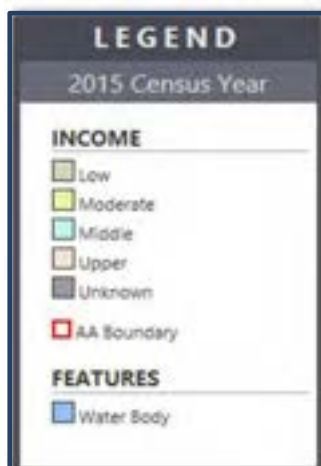 LEGEND
2015 Census Year
INCOME
Low
Moderate
Middle
Upper
Unknown
AA Boundary
FEATURES
Water Body